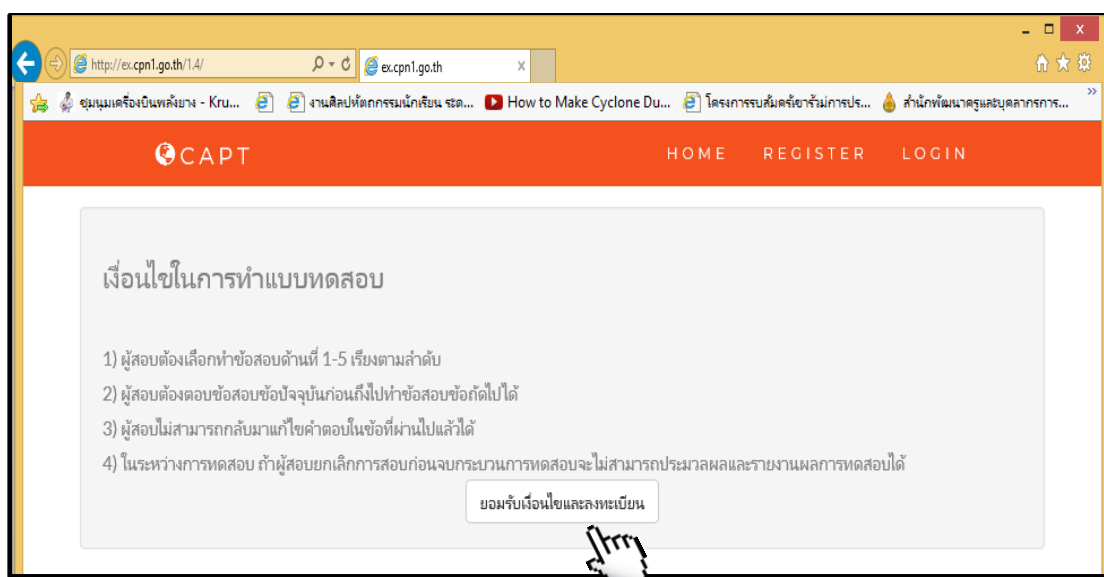 http://ex.cpn1.go.th/1.4/
ex.cpn1.go.th
ชุมนุมเครื่องบินพลังยาง - Kru...
งานศิลปหัตถกรรมนักเรียน ระด...
How to Make Cyclone Du...
โครงการรบสัมคร์เขาร้วมการปร...
สำนักพัฒนาครูและบุคลากรการ...
CAPT
HOME REGISTER LOGIN
เงื่อนไขในการทำแบบทดสอบ
1) ผู้สอบต้องเลือกทำข้อสอบด้านที่ 1-5 เรียงตามลำดับ
2) ผู้สอบต้องตอบข้อสอบข้อปัจจุบันก่อนถึงไปทำข้อสอบข้อถัดไปได้
3) ผู้สอบไม่สามารถกลับมาแก้ไขคำตอบในข้อที่ผ่านไปแล้วได้
4) ในระหว่างการทดสอบ ถ้าผู้สอบยกเลิกการสอบก่อนจบกระบวนการทดสอบจะไม่สามารถประมวลผลและรายงานผลการทดสอบได้
ยอมรับเงื่อนไขและลงทะเบียน